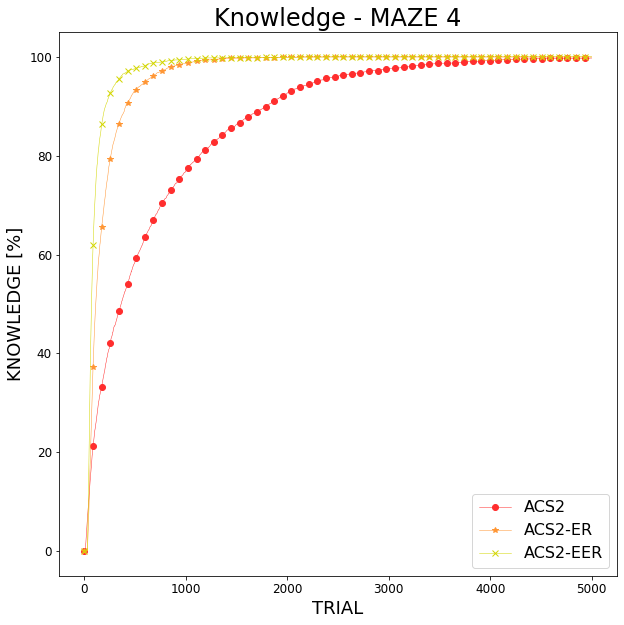 Knowledge - MAZE 4
KNOWLEDGE [%]
100
80
60
40
20
0
0 1000 2000 3000 4000 5000
TRIAL
ACS2
ACS2-ER
ACS2-EER